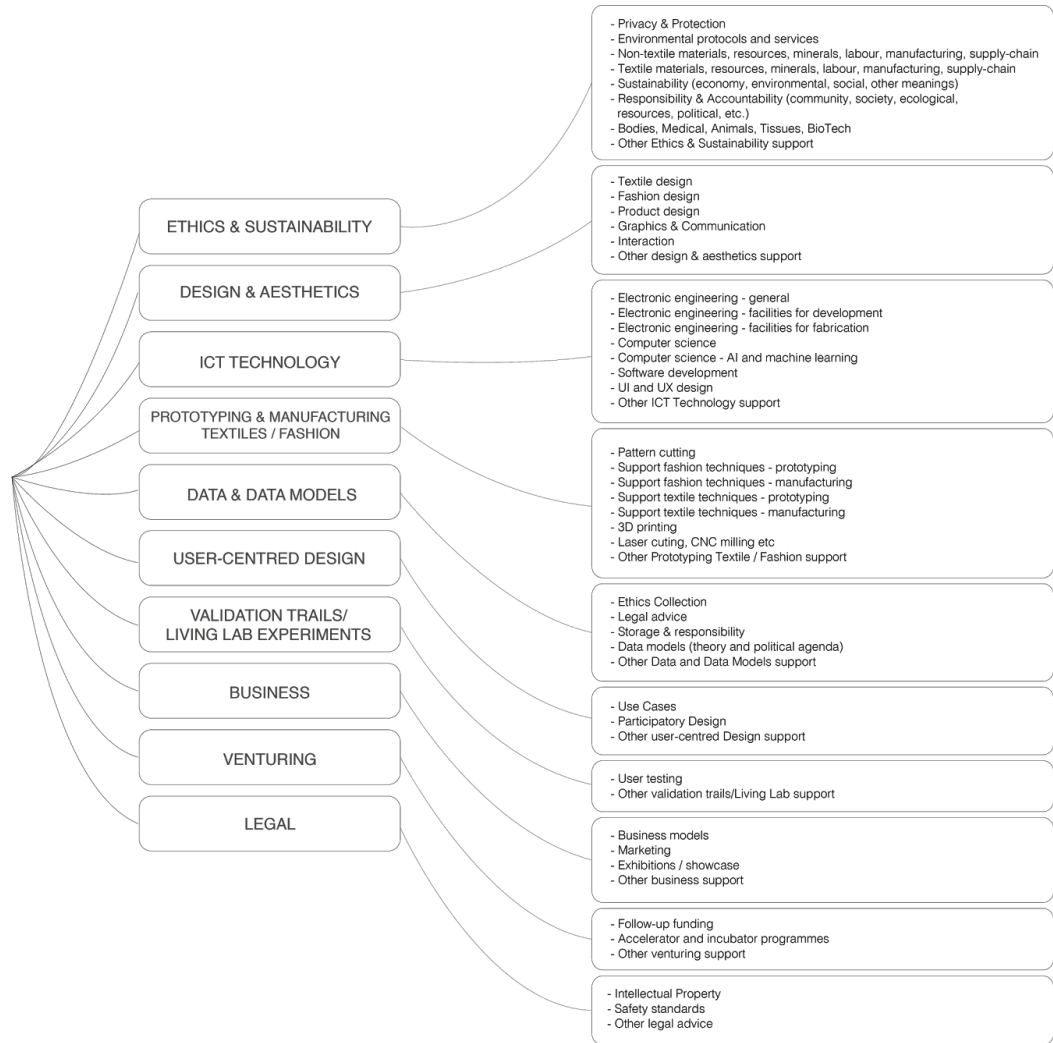 - Privacy & Protection
- Environmental protocols and services
- Non-textile materials, resources, minerals, labour, manufacturing, supply-chain
- Textile materials, resources, minerals, labour, manufacturing, supply-chain
- Sustainability (economy, environmental, social, other meanings)
- Responsibility & Accountability (community, society, ecological,
resources, political, etc.)
- Bodies, Medical, Animals, Tissues, BioTech
- Other Ethics & Sustainability support
ETHICS & SUSTAINABILITY
- Textile design
- Fashion design
- Product design
- Graphics & Communication
- Interaction
- Other design & aesthetics support
DESIGN & AESTHETICS
- Electronic engineering - general
- Electronic engineering - facilities for development
- Electronic engineering - facilities for fabrication
- Computer science
- Computer science - AI and machine learning
- Software development
- UI and UX design
- Other ICT Technology support
ICT TECHNOLOGY
PROTOTYPING & MANUFACTURING
TEXTILES / FASHION
- Pattern cutting
- Support fashion techniques - prototyping
- Support fashion techniques - manufacturing
- Support textile techniques - prototyping
- Support textile techniques - manufacturing
- 3D printing
- Laser cuting, CNC milling etc
- Other Prototyping Textile / Fashion support
DATA & DATA MODELS
- Ethics Collection
- Legal advice
- Storage & responsibility
- Data models (theory and political agenda)
- Other Data and Data Models support
USER-CENTRED DESIGN
- Use Cases
- Participatory Design
- Other user-centred Design support
VALIDATION TRAILS/
LIVING LAB EXPERIMENTS
- User testing
- Other validation trails/Living Lab support
BUSINESS
- Business models
- Marketing
- Exhibitions / showcase
- Other business support
VENTURING
- Follow-up funding
- Accelerator and incubator programmes
- Other venturing support
LEGAL
- Intellectual Property
- Safety standards
- Other legal advice